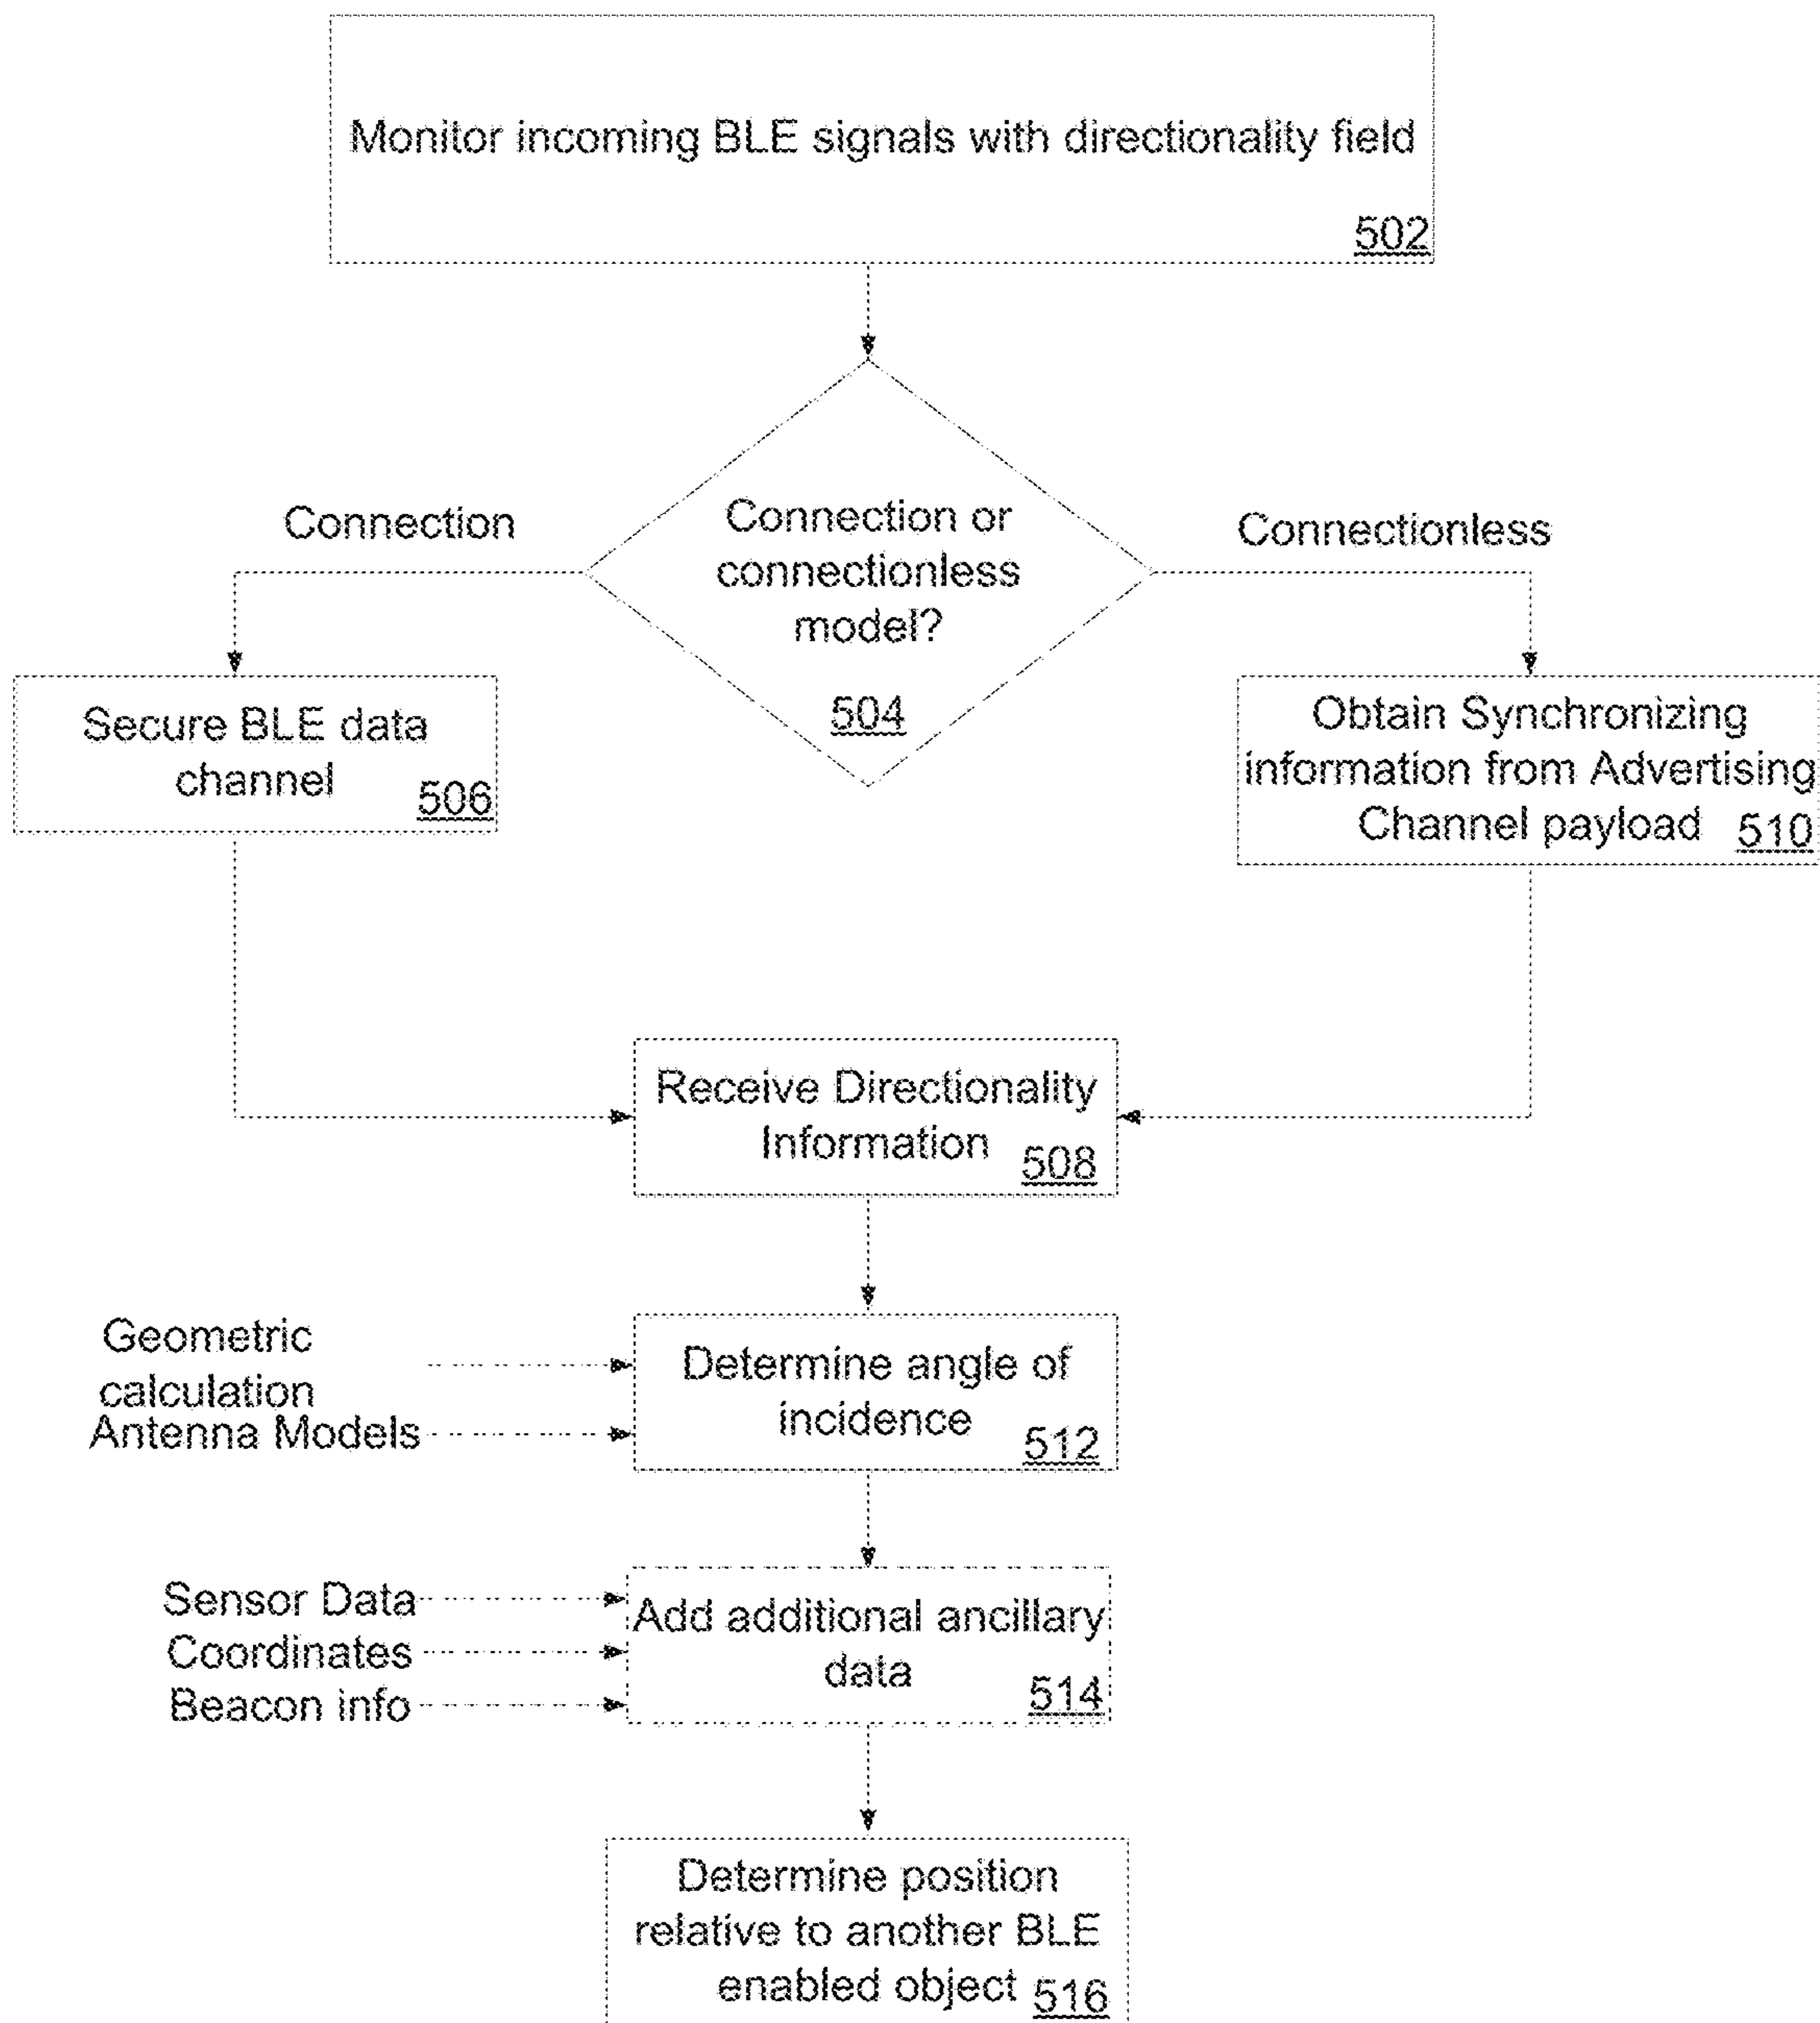 Monitor incoming BLE signals with directionality field
502
Connection or
connectionless
model?
504
Connection
Connectionless
Secure BLE data
channel
506
Obtain Synchronizing
information from Advertising
Channel payload
510
Receive Directionality
Information
508
Geometric
calculation
Antenna Models
Determine angle of
incidence
512
Sensor Data
Coordinates
Beacon info
Add additional ancillary
data
514
Determine position
relative to another BLE
enabled object
516